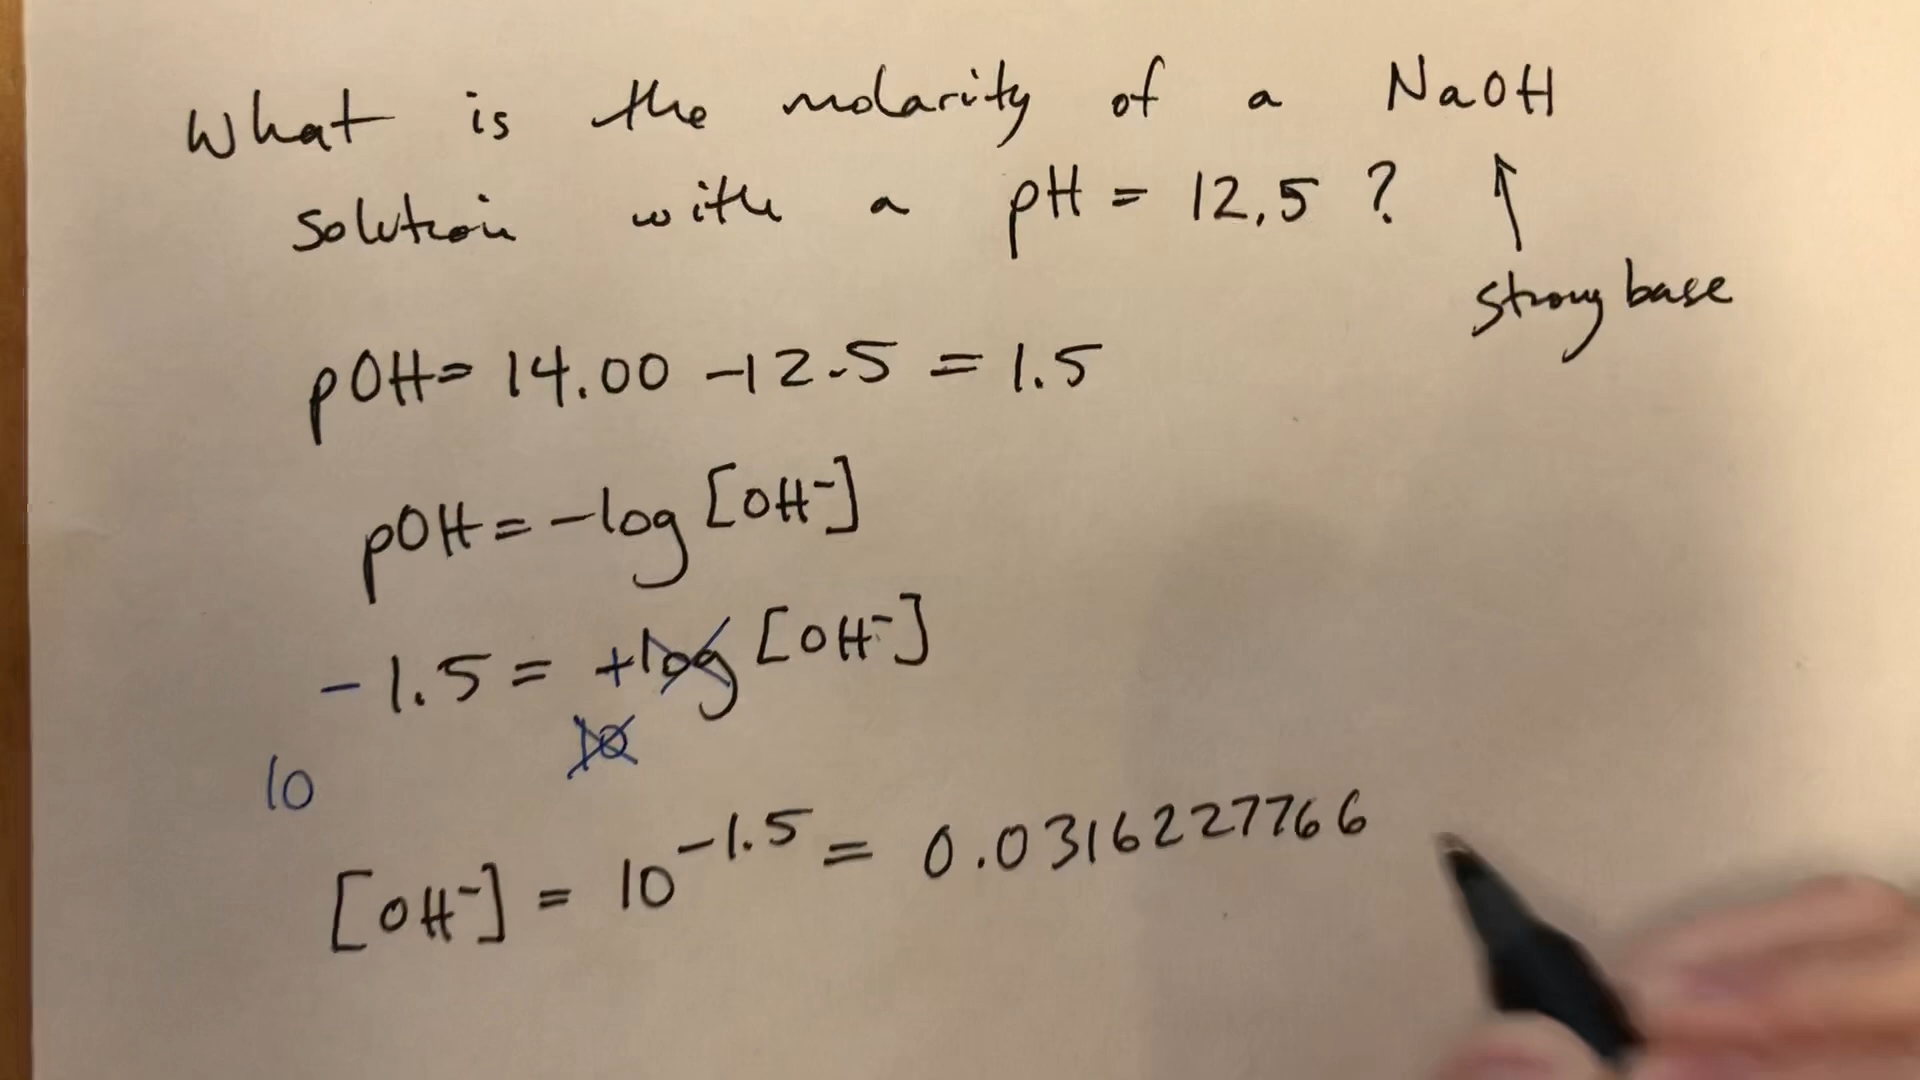 What is the molarity of a NaOH
solution with a pH = 12.5 ? ↑
strong base
pOH = 14.00 - 12.5 = 1.5
pOH = -log [OH⁻]
- 1.5 = +log [OH⁻]
10 10
[OH⁻] = 10^-1.5 = 0.0316227766